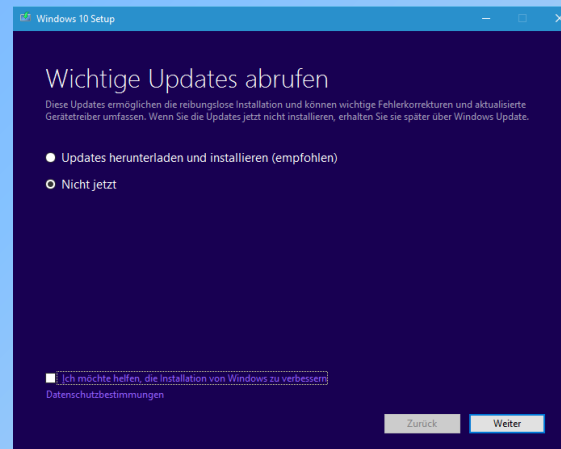 Windows 10 Setup
Wichtige Updates abrufen
Diese Updates ermöglichen die reibungslose Installation und können wichtige Fehlerkorrekturen und aktualisierte
Gerätetreiber umfassen. Wenn Sie die Updates jetzt nicht installieren, erhalten Sie sie später über Windows Update.
Updates herunterladen und installieren (empfohlen)
Nicht jetzt
Ich möchte helfen, die Installation von Windows zu verbessern
Datenschutzbestimmungen
Zurück
Weiter